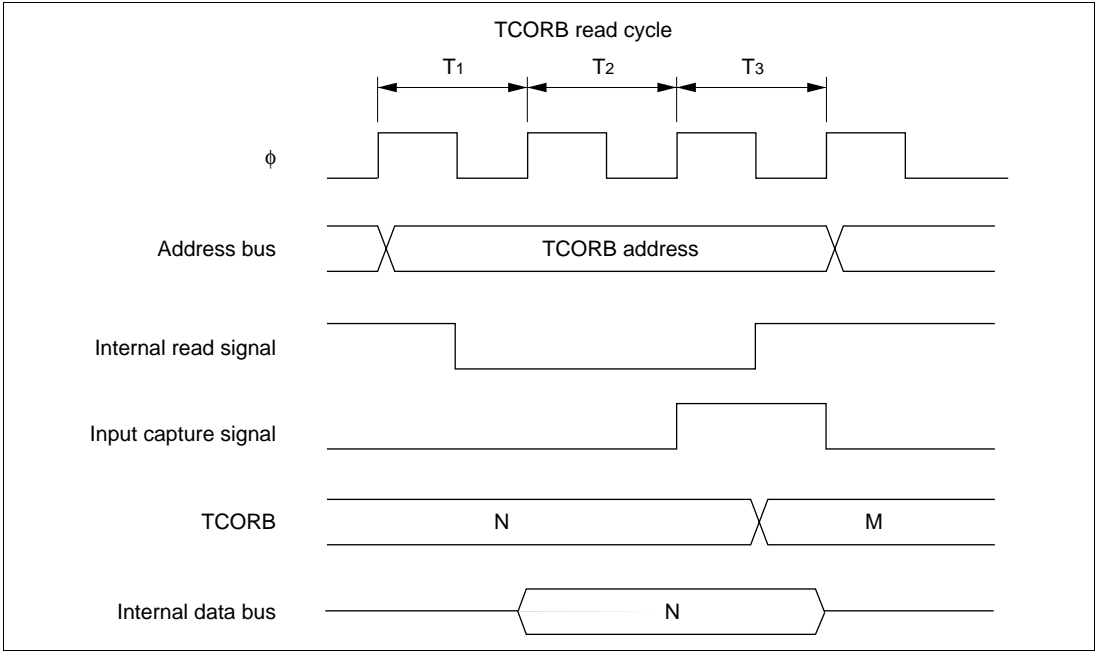 TCORB read cycle
T1 T2 T3
ϕ
Address bus TCORB address
Internal read signal
Input capture signal
TCORB N M
Internal data bus N